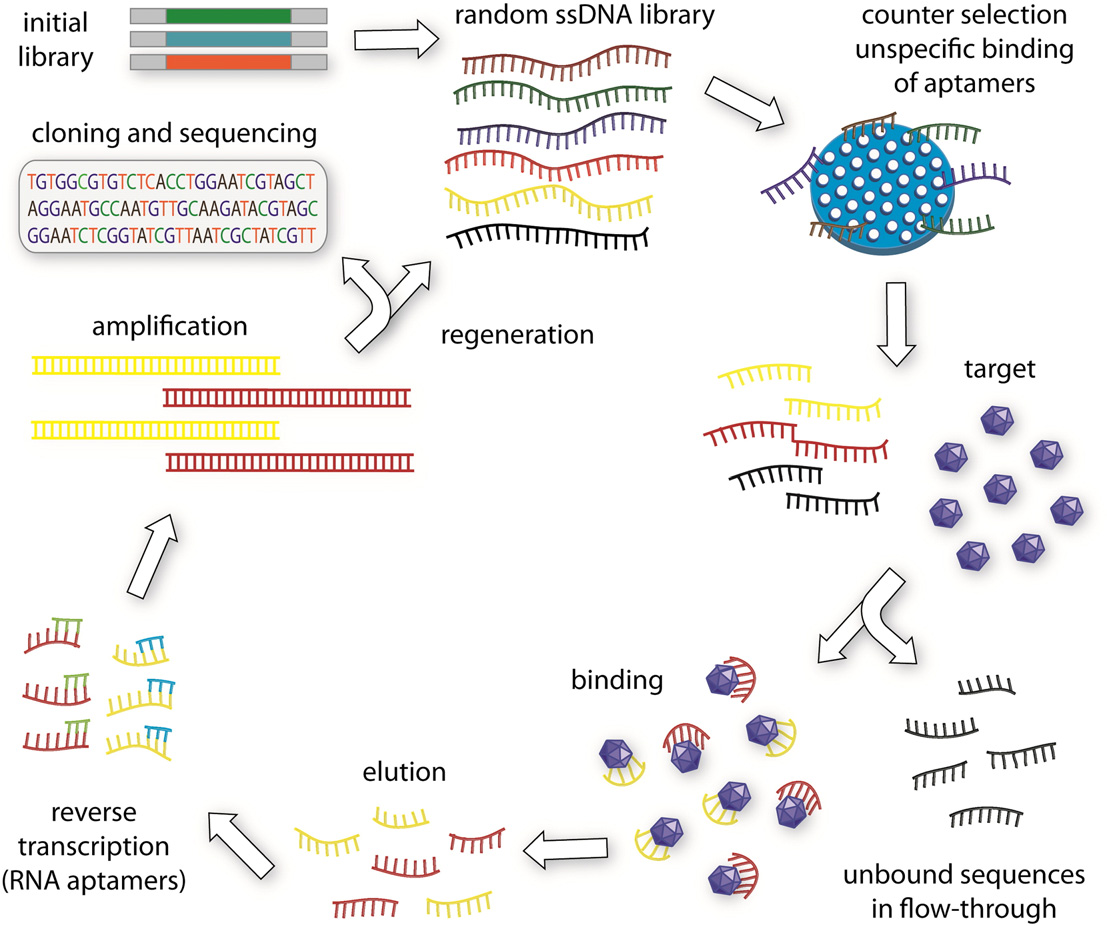 initial
library
random ssDNA library
counter selection
unspecific binding
of aptamers
cloning and sequencing
TGTGGCGTGTCTCACCTGGAATCGTAGCT
AGGAATGCCAATGTTGCAAGATACGTAGC
GGAATCTCGGTATCGTTAATCGCTATCGTT
amplification
regeneration
target
binding
elution
reverse
transcription
(RNA aptamers)
unbound sequences
in flow-through